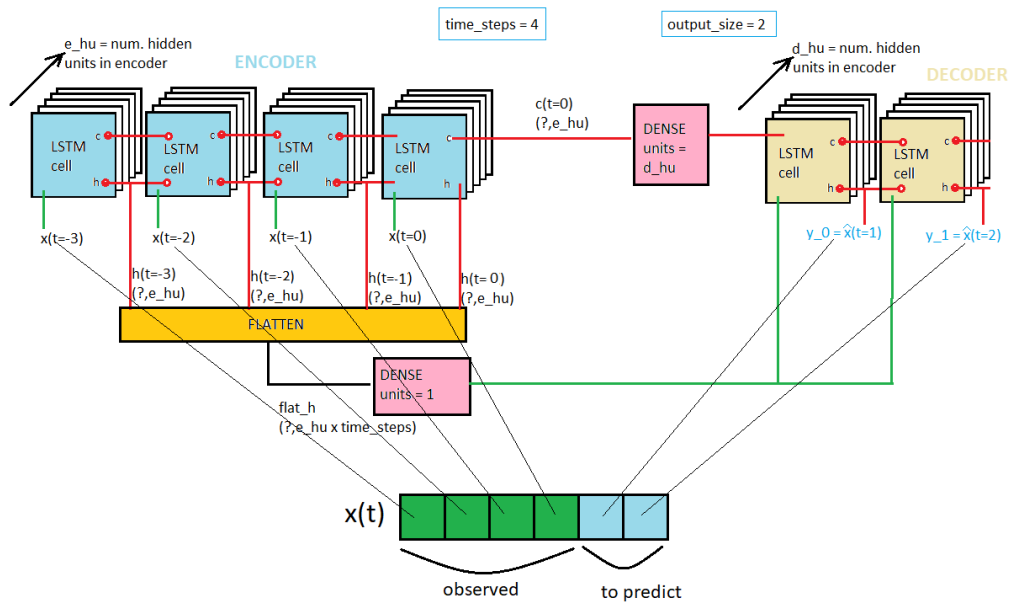 time_steps = 4
output_size = 2
e_hu = num. hidden
units in encoder
ENCODER
d_hu = num. hidden
units in encoder
DECODER
c(t=0)
(?,e_hu)
DENSE
units =
d_hu
LSTM
cell
c
h
LSTM
cell
c
h
LSTM
cell
c
h
LSTM
cell
c
h
LSTM
cell
c
h
LSTM
cell
c
h
x(t=-3)
x(t=-2)
x(t=-1)
x(t=0)
y_0 = x̂(t=1)
y_1 = x̂(t=2)
h(t=-3)
(?,e_hu)
h(t=-2)
(?,e_hu)
h(t=-1)
(?,e_hu)
h(t= 0)
(?,e_hu)
FLATTEN
DENSE
units = 1
flat_h
(?,e_hu x time_steps)
x(t)
observed
to predict